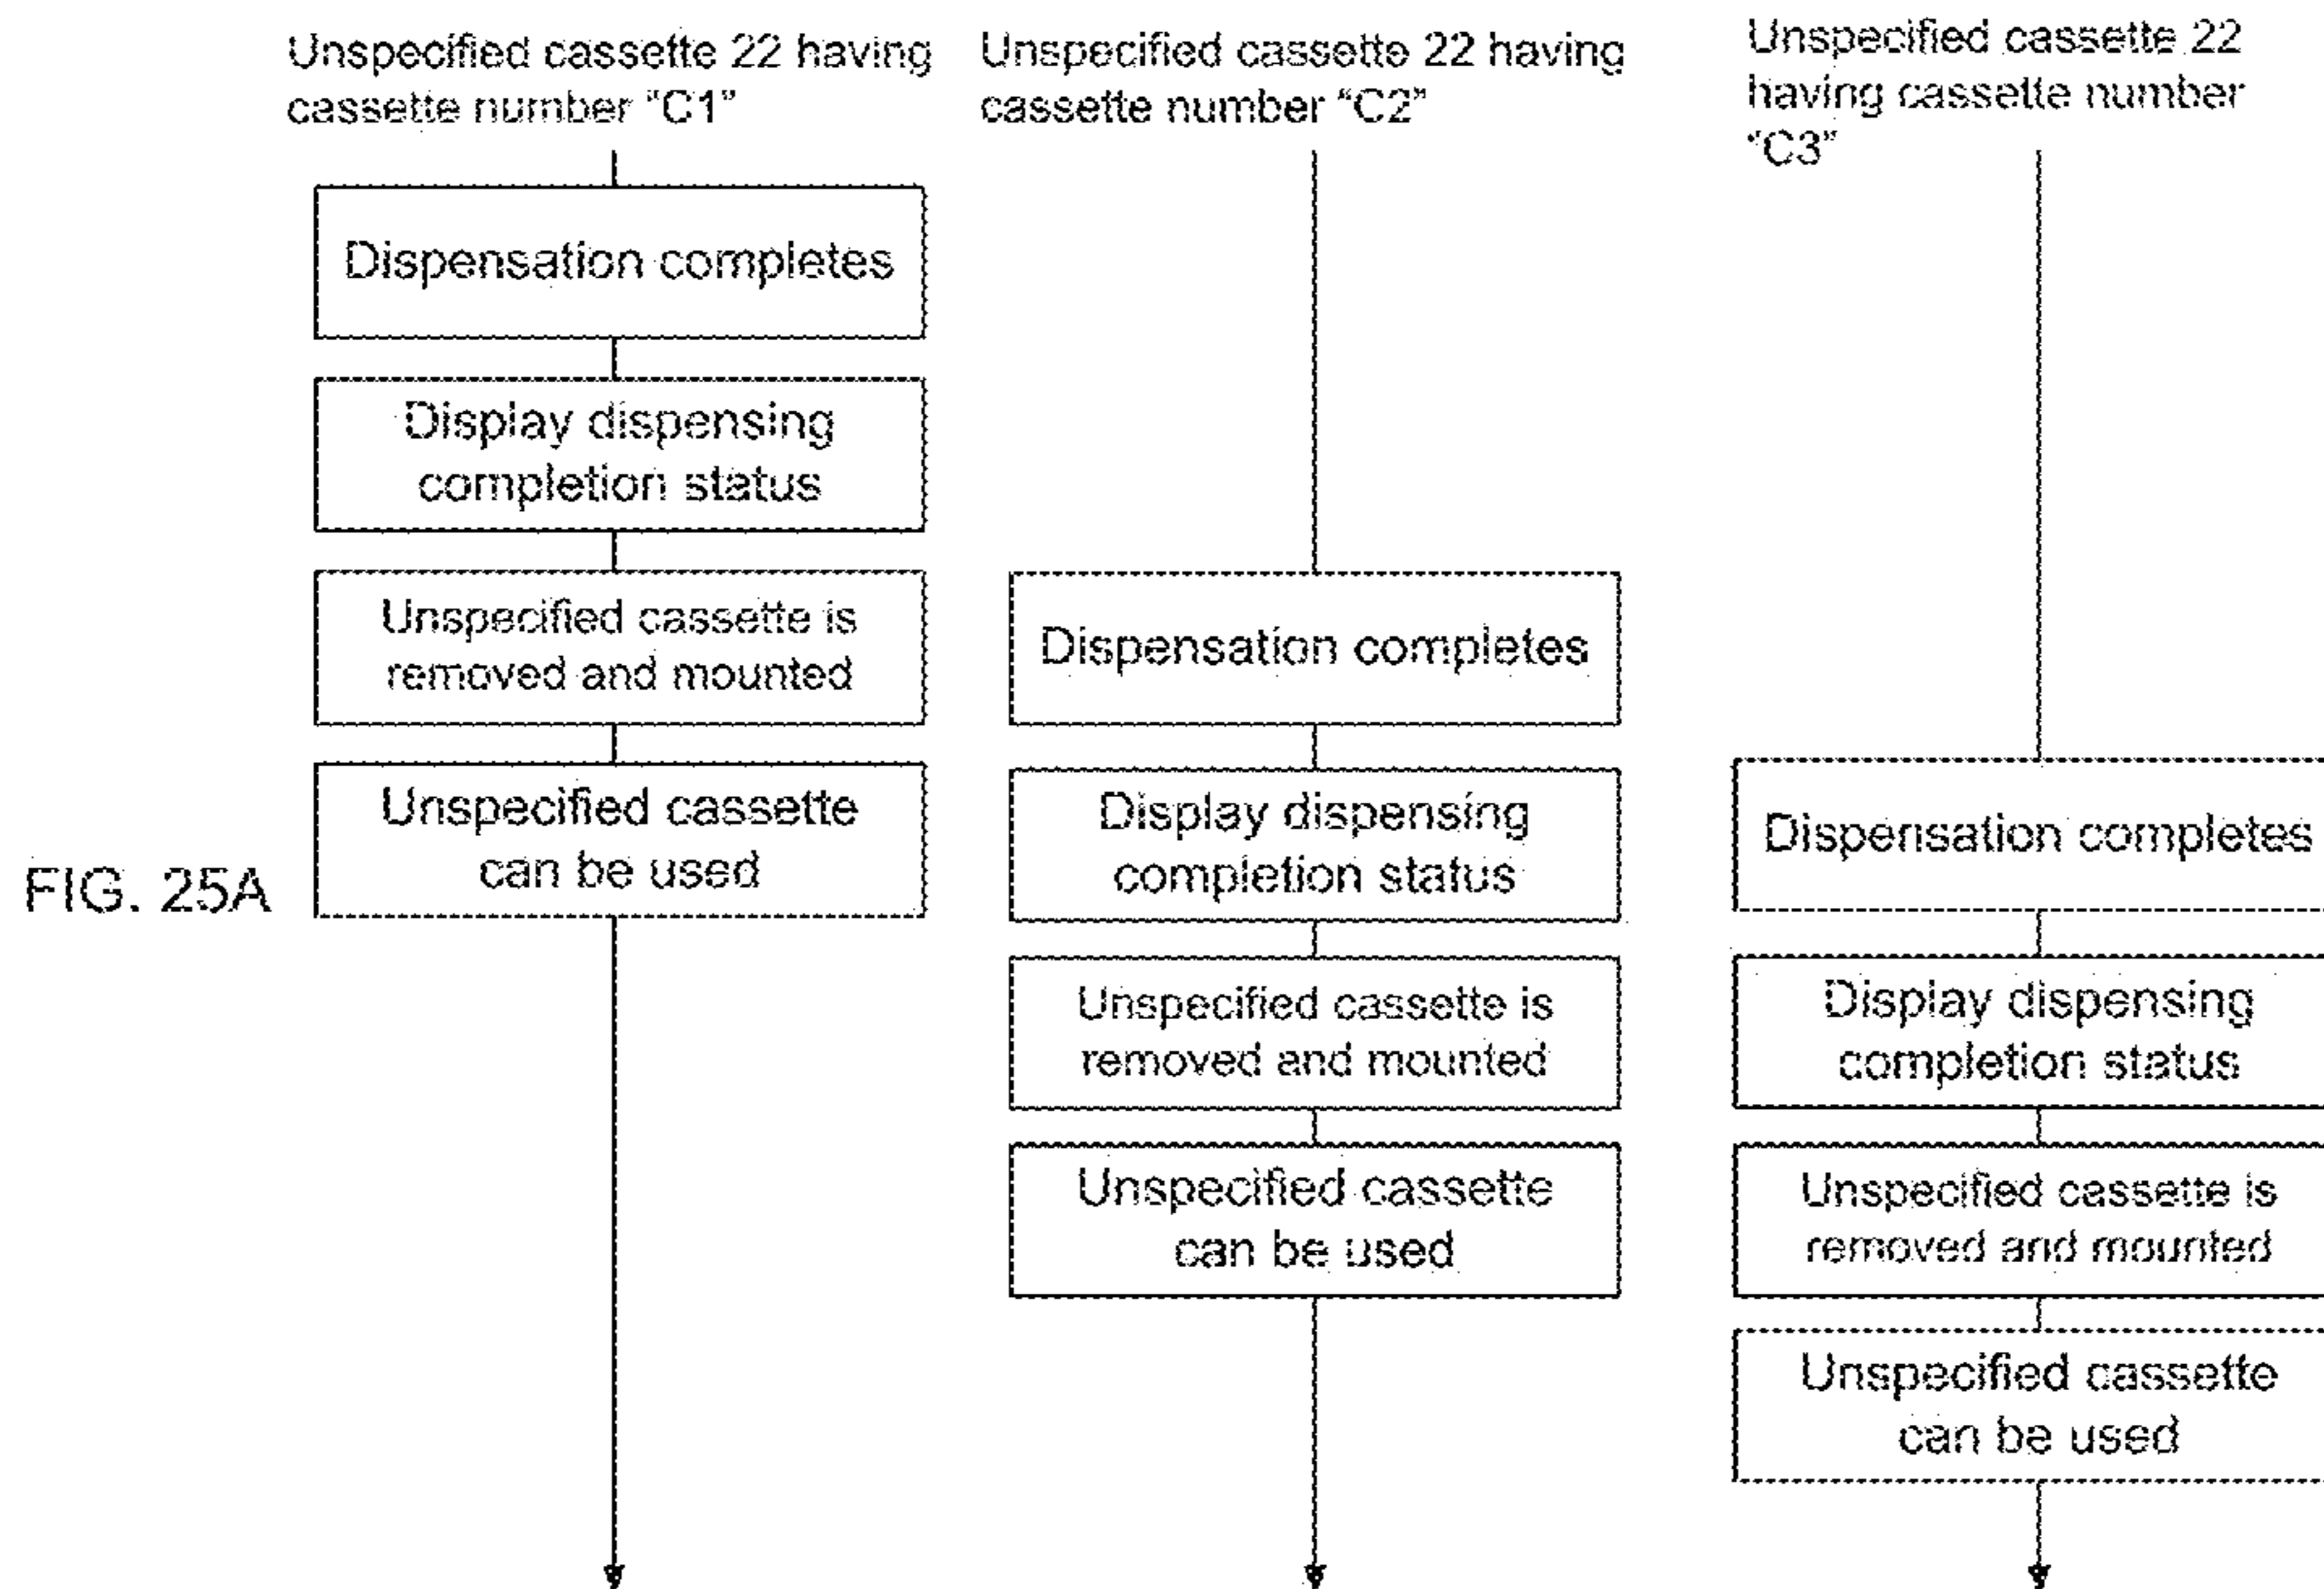 Unspecified cassette 22 having
cassette number "C1"
Unspecified cassette 22 having
cassette number "C2"
Unspecified cassette 22
having cassette number
"C3"
Dispensation completes
Display dispensing
completion status
Unspecified cassette is
removed and mounted
Unspecified cassette
can be used
Dispensation completes
Display dispensing
completion status
Unspecified cassette is
removed and mounted
Unspecified cassette
can be used
Dispensation completes
Display dispensing
completion status
Unspecified cassette is
removed and mounted
Unspecified cassette
can be used
FIG. 25A